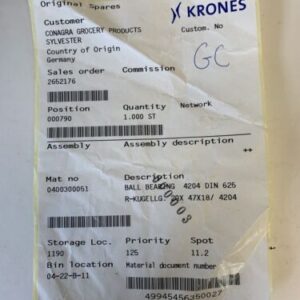 Original Spares
KRONES
Customer
Custom. No
CONAGRA GROCERY PRODUCTS
SYLVESTER
GC
Country of Origin
Germany
Sales order Commission
2652176
Position Quantity Network
000790 1.000 ST
Assembly Assembly description
++
Mat no Description
0400300051 BALL BEARING 4204 DIN 625
R-KUGELLG. 20X 47X18/ 4204
Storage Loc. Priority Spot
1190 125 11.2
Bin location Material document number
04-22-B-11